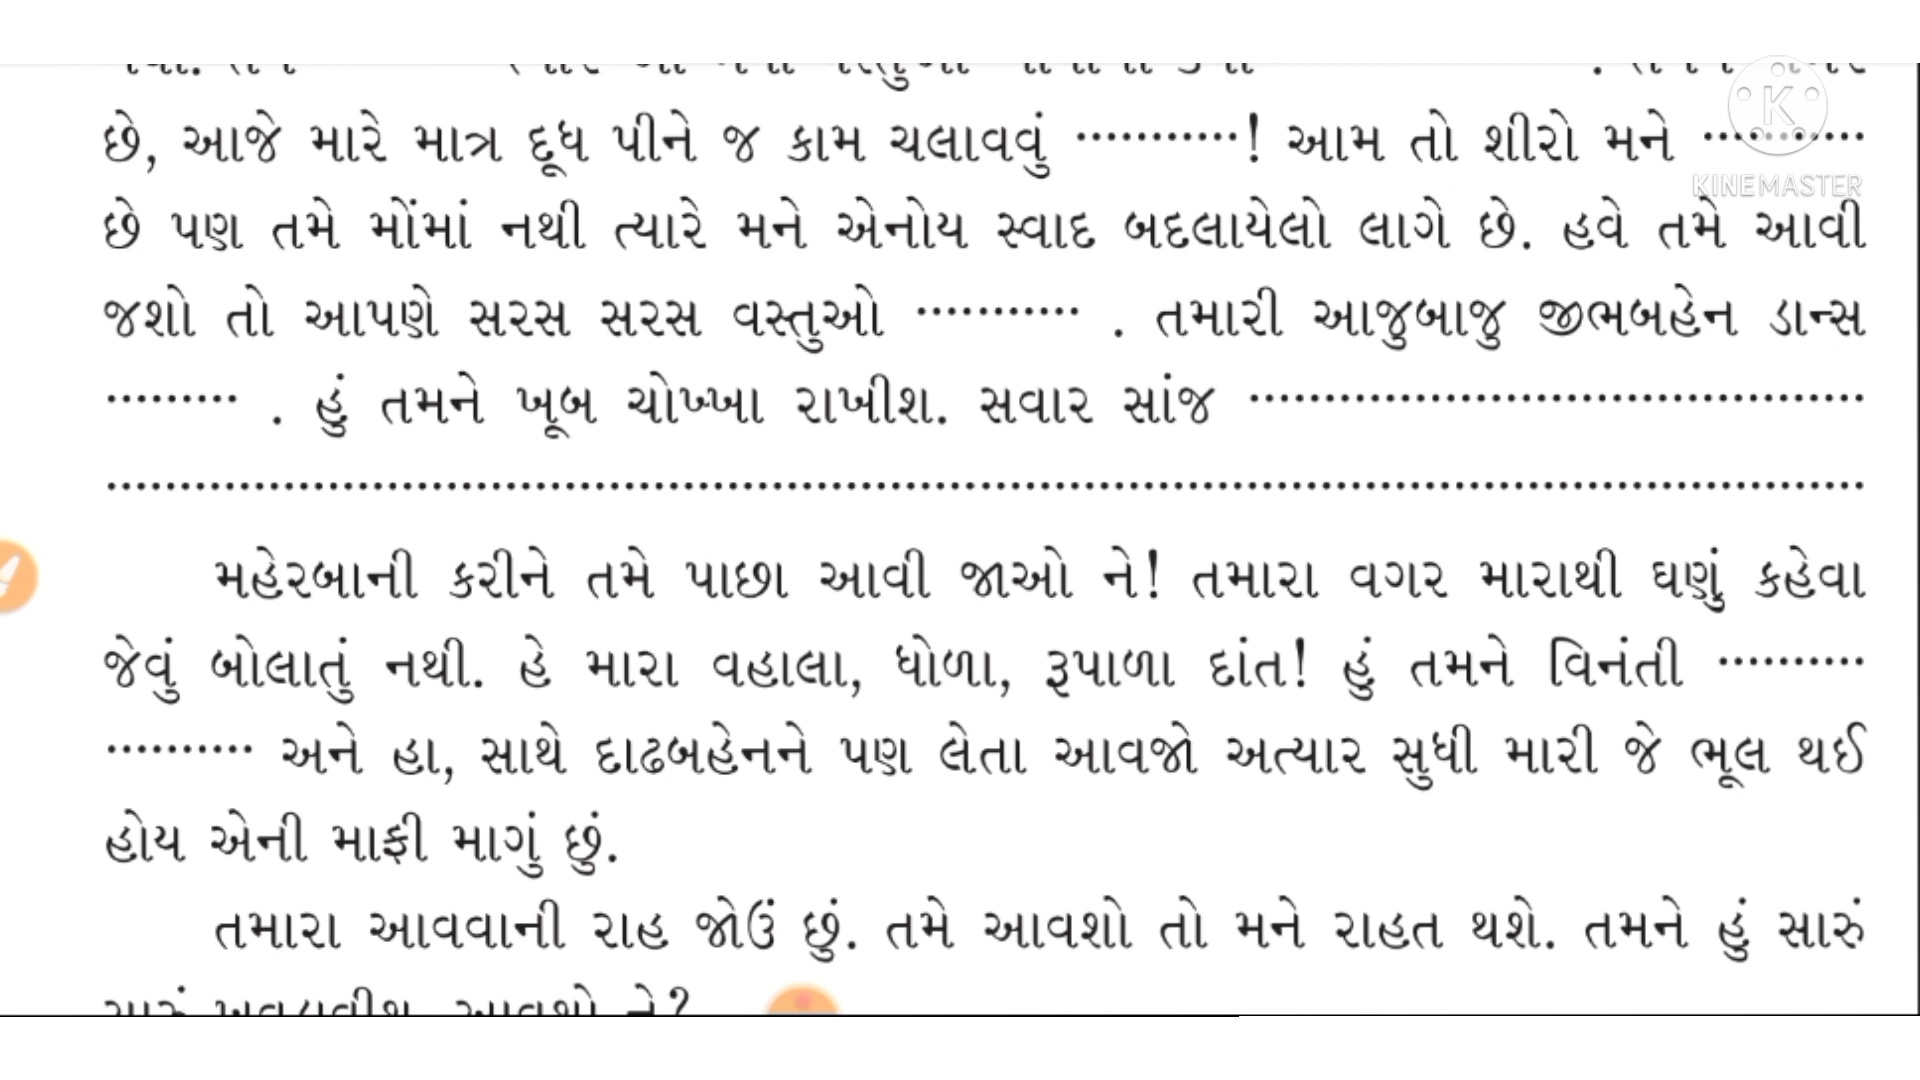 છે, આજે મારે માત્ર દૂધ પીને જ કામ ચલાવવું ...........! આમ તો શીરો મને ...........
KINEMASTER
છે પણ તમે મોંમાં નથી ત્યારે મને એનોય સ્વાદ બદલાયેલો લાગે છે. હવે તમે આવી
જશો તો આપણે સરસ સરસ વસ્તુઓ ........... . તમારી આજુબાજુ જીભબહેન ડાન્સ
......... . હું તમને ખૂબ ચોખ્ખા રાખીશ. સવાર સાંજ ..........................................
........................................................................................................................
મહેરબાની કરીને તમે પાછા આવી જાઓ ને! તમારા વગર મારાથી ઘણું કહેવા
જેવું બોલાતું નથી. હે મારા વહાલા, ધોળા, રૂપાળા દાંત! હું તમને વિનંતી ..........
.......... અને હા, સાથે દાઢબહેનને પણ લેતા આવજો અત્યાર સુધી મારી જે ભૂલ થઈ
હોય એની માફી માગું છું.
તમારા આવવાની રાહ જોઉં છું. તમે આવશો તો મને રાહત થશે. તમને હું સારું
સારું ખવડાવીશ. આવશો ને?